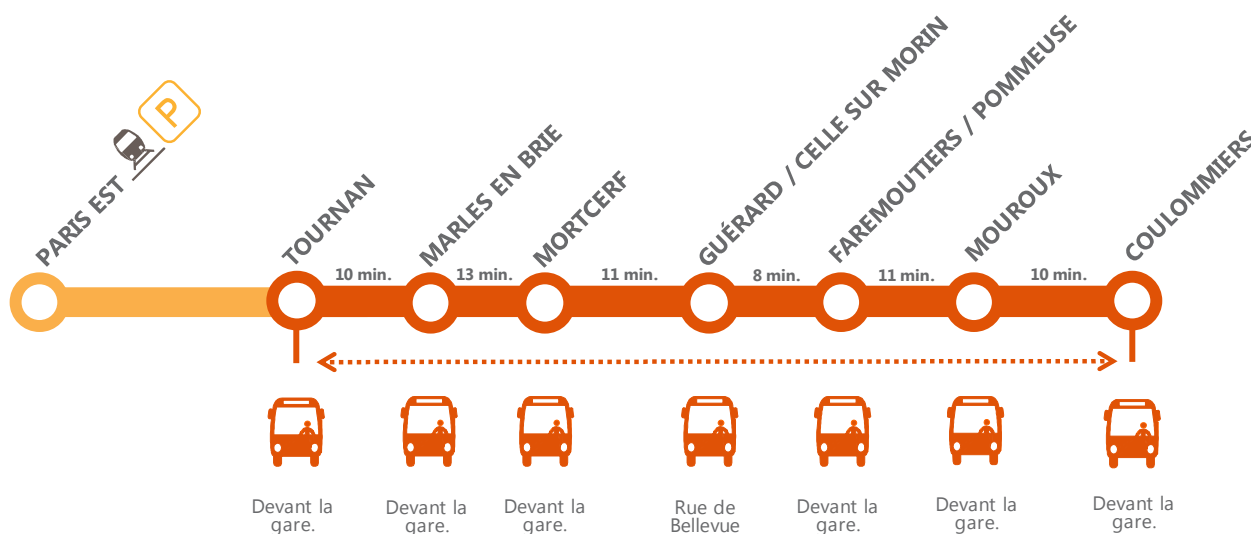 PARIS EST
P
TOURNAN
MARLES EN BRIE
MORTCERF
GUÉRARD / CELLE SUR MORIN
FAREMOUTIERS / POMMEUSE
MOUROUX
COULOMMIERS
10 min.
13 min.
11 min.
8 min.
11 min.
10 min.
Devant la
gare.
Devant la
gare.
Devant la
gare.
Rue de
Bellevue
Devant la
gare.
Devant la
gare.
Devant la
gare.